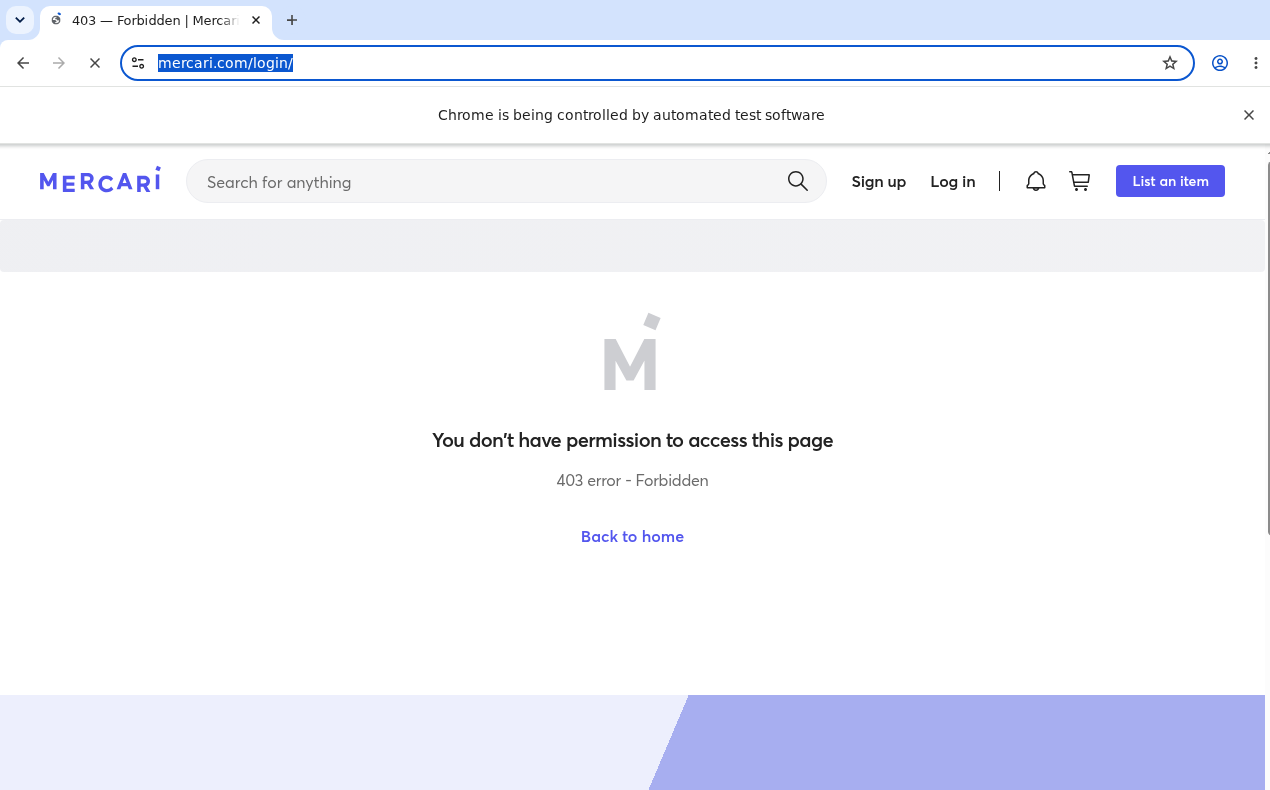 403 — Forbidden | Mercari
mercari.com/login/
Chrome is being controlled by automated test software
MERCARI
Search for anything
Sign up
Log in
List an item
M
You don't have permission to access this page
403 error - Forbidden
Back to home